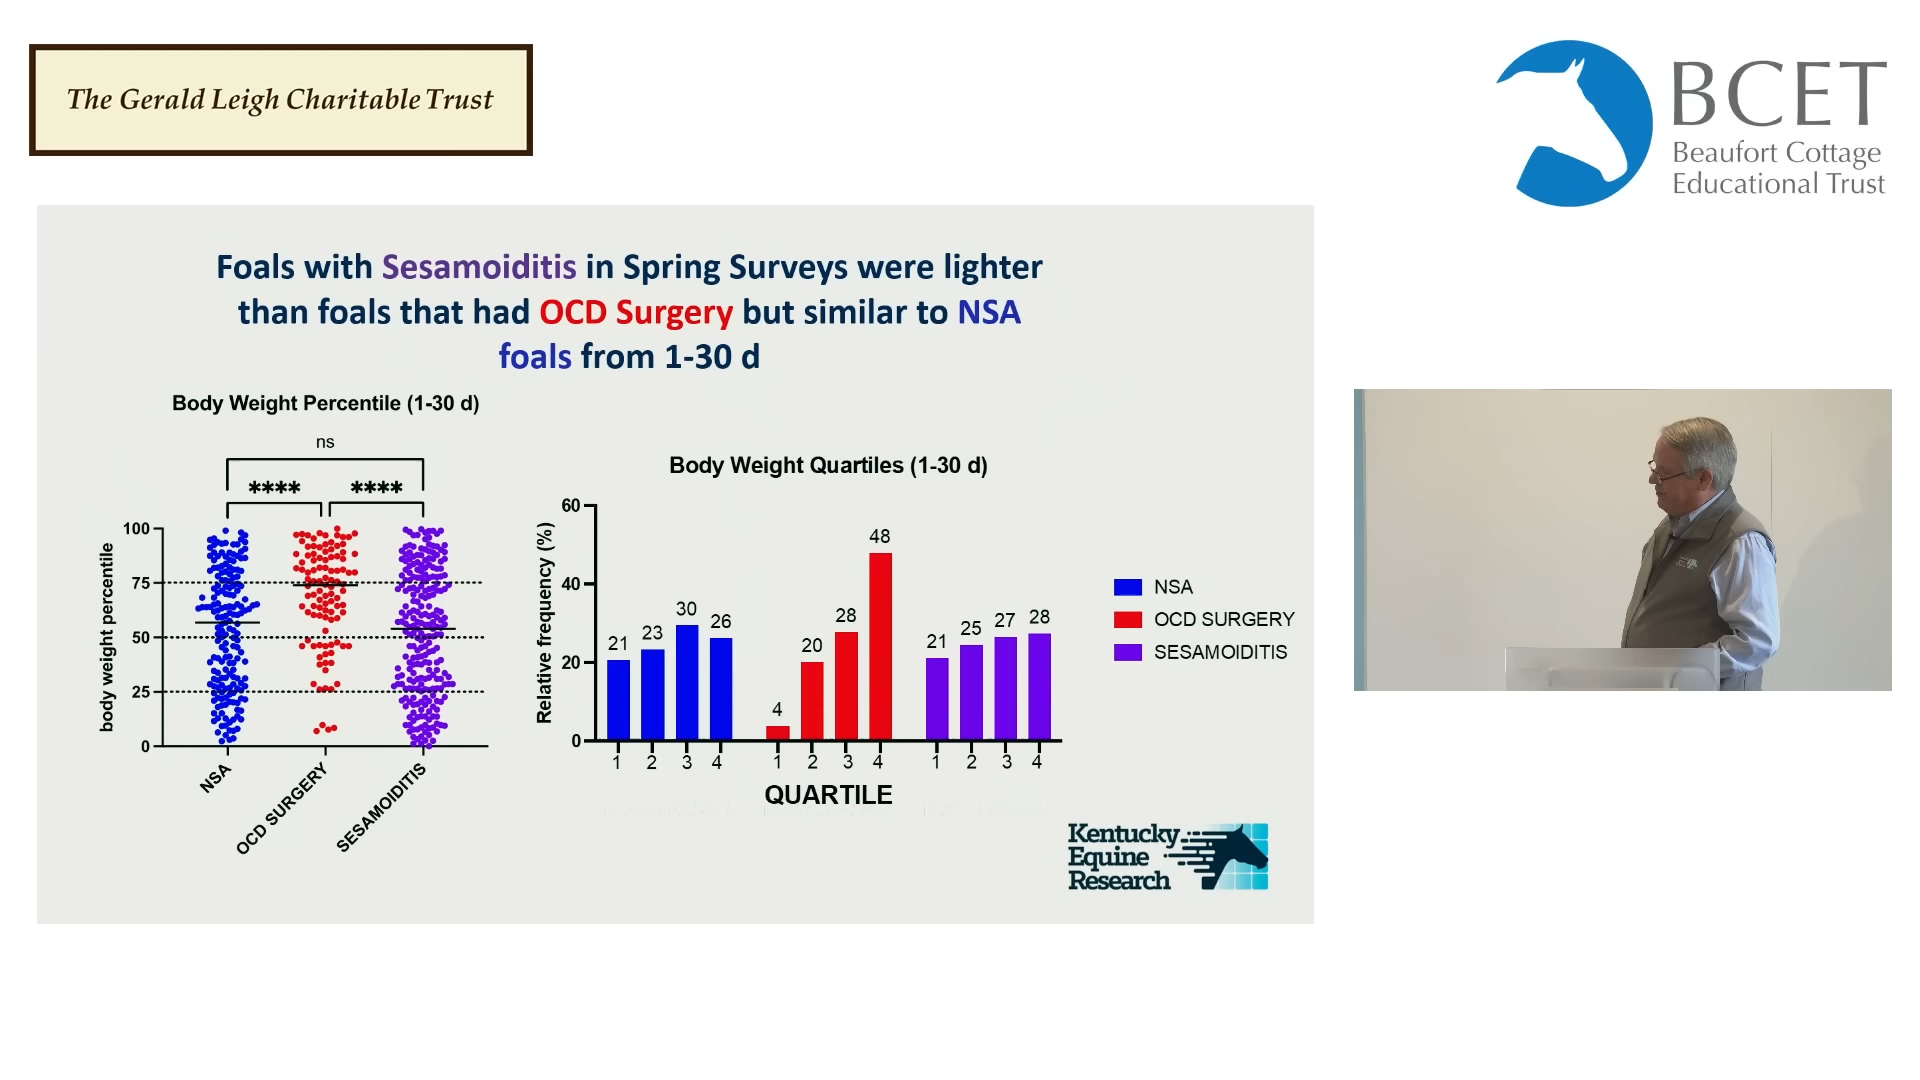 The Gerald Leigh Charitable Trust
BCET
Beaufort Cottage
Educational Trust
Foals with Sesamoiditis in Spring Surveys were lighter
than foals that had OCD Surgery but similar to NSA
foals from 1-30 d
Body Weight Percentile (1-30 d)
ns
**** ****
100
75
50
25
0
body weight percentile
NSA
OCD SURGERY
SESAMOIDITIS
Body Weight Quartiles (1-30 d)
Relative frequency (%)
60
40
20
0
21 23 30 26
4 20 28 48
21 25 27 28
1 2 3 4 1 2 3 4 1 2 3 4
QUARTILE
NSA
OCD SURGERY
SESAMOIDITIS
Kentucky
Equine
Research